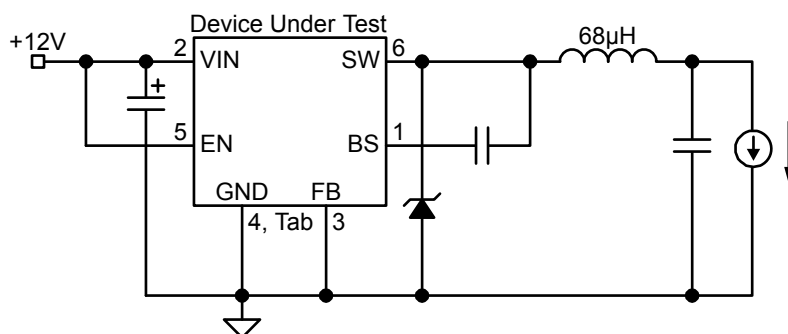 Device Under Test
+12V
2
VIN
SW
6
68µH
+
5
EN
BS
1
GND
FB
4, Tab
3